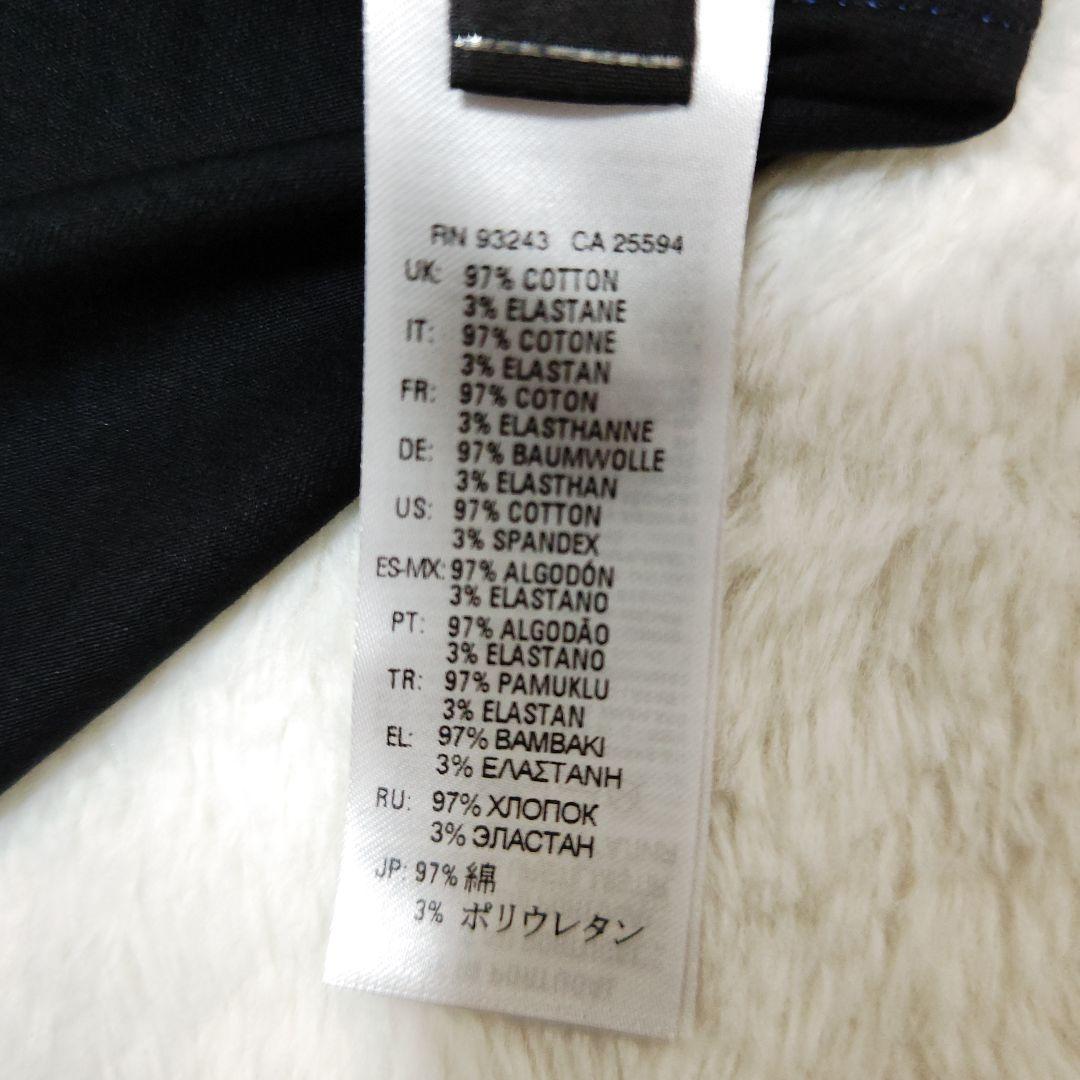 RN 93243 CA 25594
UK: 97% COTTON
3% ELASTANE
IT: 97% COTONE
3% ELASTAN
FR: 97% COTON
3% ELASTHANNE
DE: 97% BAUMWOLLE
3% ELASTHAN
US: 97% COTTON
3% SPANDEX
ES-MX: 97% ALGODÓN
3% ELASTANO
PT: 97% ALGODÃO
3% ELASTANO
TR: 97% PAMUKLU
3% ELASTAN
EL: 97% ΒΑΜΒΑΚΙ
3% ΕΛΑΣΤΑΝΗ
RU: 97% ХЛОПОК
3% ЭЛАСТАН
JP: 97% 綿
3% ポリウレタン